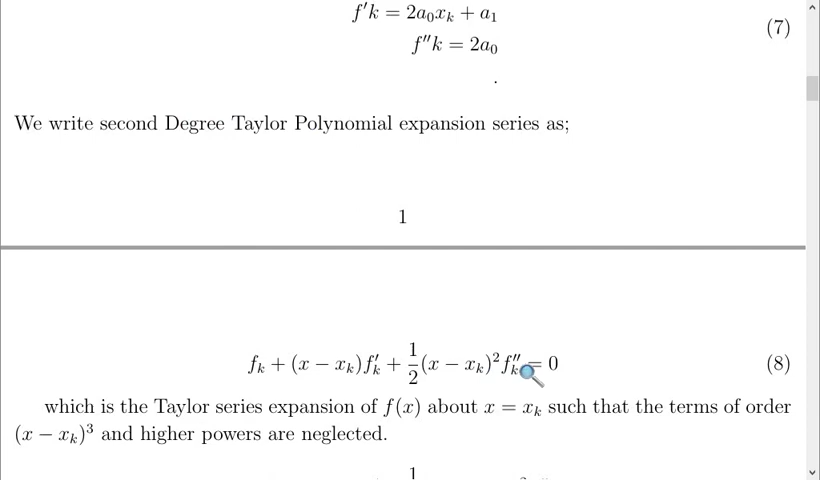 f′k = 2a₀xₖ + a₁
(7)
f″k = 2a₀
.
We write second Degree Taylor Polynomial expansion series as;
1
fₖ + (x − xₖ)f′ₖ + 1/2(x − xₖ)²f″ₖ = 0 (8)
which is the Taylor series expansion of f(x) about x = xₖ such that the terms of order
(x − xₖ)³ and higher powers are neglected.
1